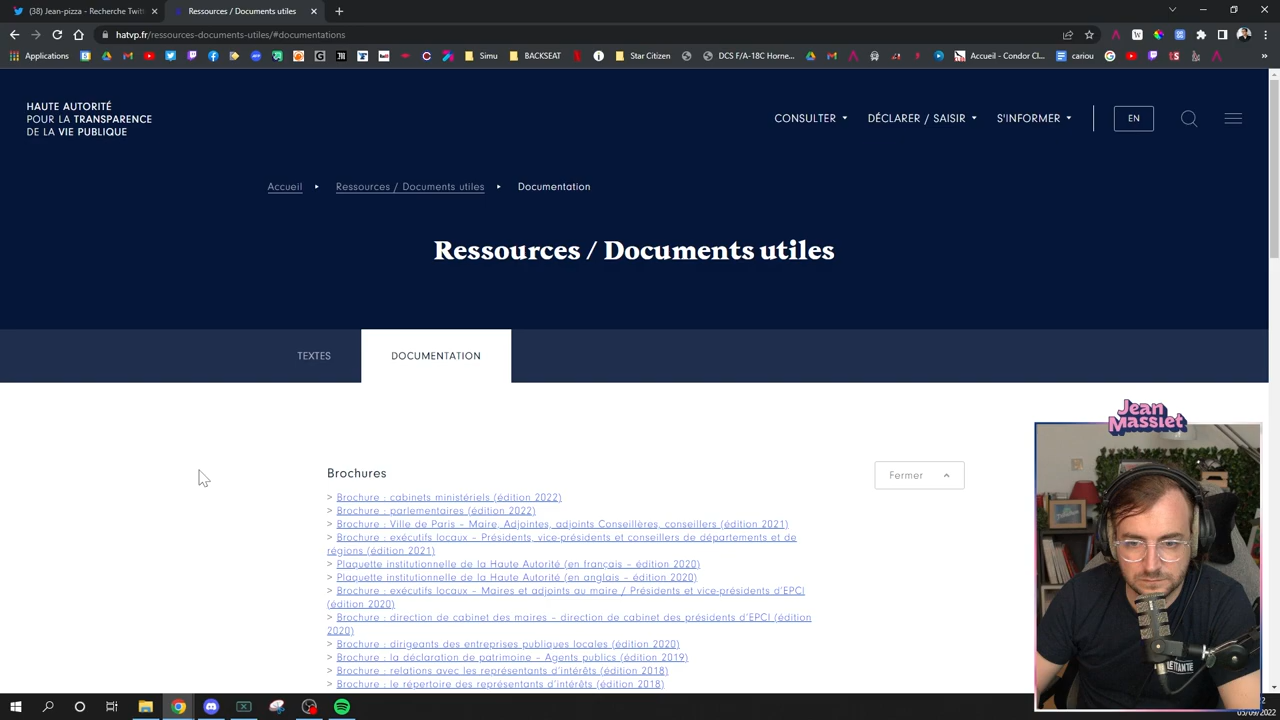 (38) Jean-pizza - Recherche Twit
Ressources / Documents utiles
hatvp.fr/ressources-documents-utiles/#documentations
Applications
Simu
BACKSEAT
Star Citizen
DCS F/A-18C Horne...
Accueil - Condor Cl...
cariou
HAUTE AUTORITÉ
POUR LA TRANSPARENCE
DE LA VIE PUBLIQUE
CONSULTER
DÉCLARER / SAISIR
S'INFORMER
EN
Accueil
Ressources / Documents utiles
Documentation
Ressources / Documents utiles
TEXTES
DOCUMENTATION
Jean
Massiet
Brochures
Fermer
> Brochure : cabinets ministériels (édition 2022)
> Brochure : parlementaires (édition 2022)
> Brochure : Ville de Paris – Maire, Adjointes, adjoints Conseillères, conseillers (édition 2021)
> Brochure : exécutifs locaux – Présidents, vice-présidents et conseillers de départements et de
régions (édition 2021)
> Plaquette institutionnelle de la Haute Autorité (en français – édition 2020)
> Plaquette institutionnelle de la Haute Autorité (en anglais – édition 2020)
> Brochure : exécutifs locaux – Maires et adjoints au maire / Présidents et vice-présidents d'EPCI
(édition 2020)
> Brochure : direction de cabinet des maires – direction de cabinet des présidents d'EPCI (édition
2020)
> Brochure : dirigeants des entreprises publiques locales (édition 2020)
> Brochure : la déclaration de patrimoine – Agents publics (édition 2019)
> Brochure : relations avec les représentants d'intérêts (édition 2018)
> Brochure : le répertoire des représentants d'intérêts (édition 2018)
05/09/2022